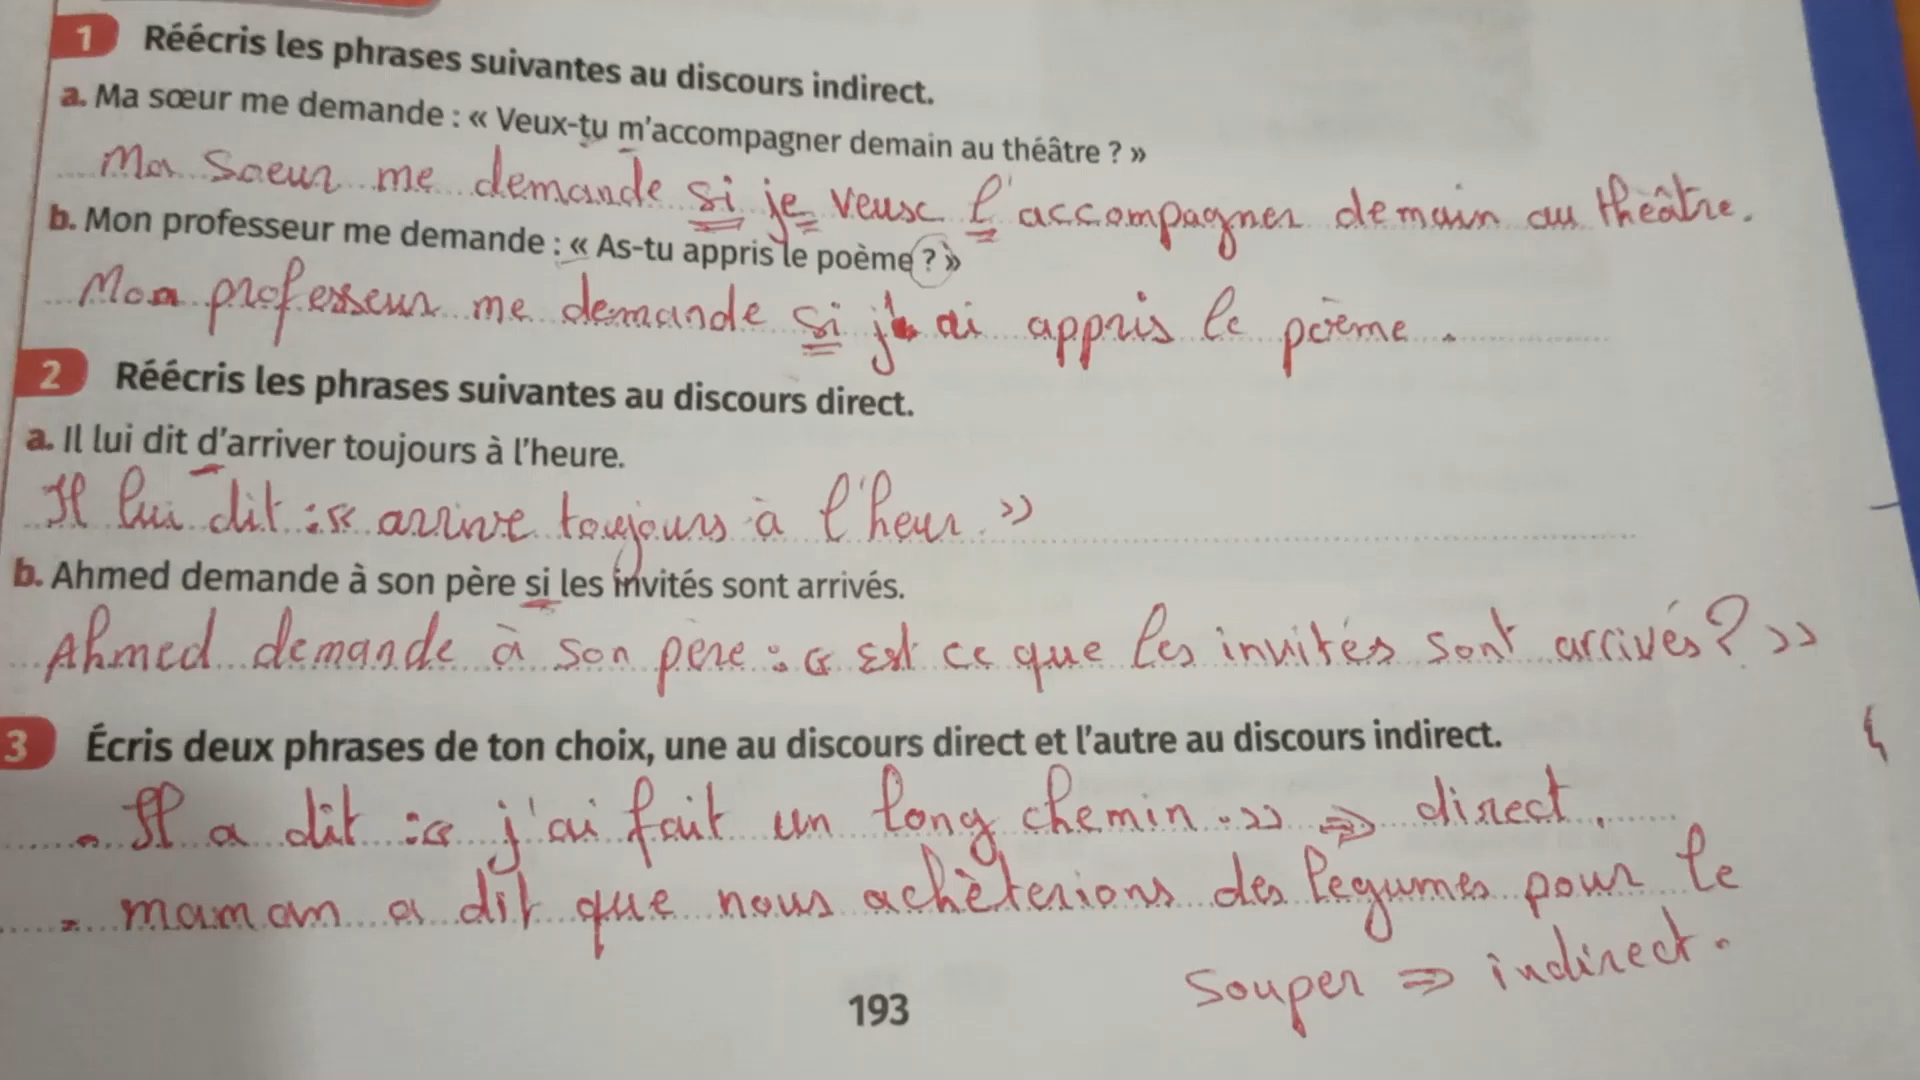 1 Réécris les phrases suivantes au discours indirect.
a. Ma sœur me demande : « Veux-tu m'accompagner demain au théâtre ? »
Ma Soeur me demande si je veux l'accompagner demain au théâtre.
b. Mon professeur me demande : « As-tu appris le poème ? »
Mon professeur me demande si j'ai appris le poème.
2 Réécris les phrases suivantes au discours direct.
a. Il lui dit d'arriver toujours à l'heure.
Il lui dit : « arrive toujours à l'heur. »
b. Ahmed demande à son père si les invités sont arrivés.
Ahmed demande à son père : « Est ce que les invités sont arrivés ? »
3 Écris deux phrases de ton choix, une au discours direct et l'autre au discours indirect.
- Il a dit : « j'ai fait un long chemin. » ⇒ direct.
- maman a dit que nous achèterions des legumes pour le
souper ⇒ indirect.
193